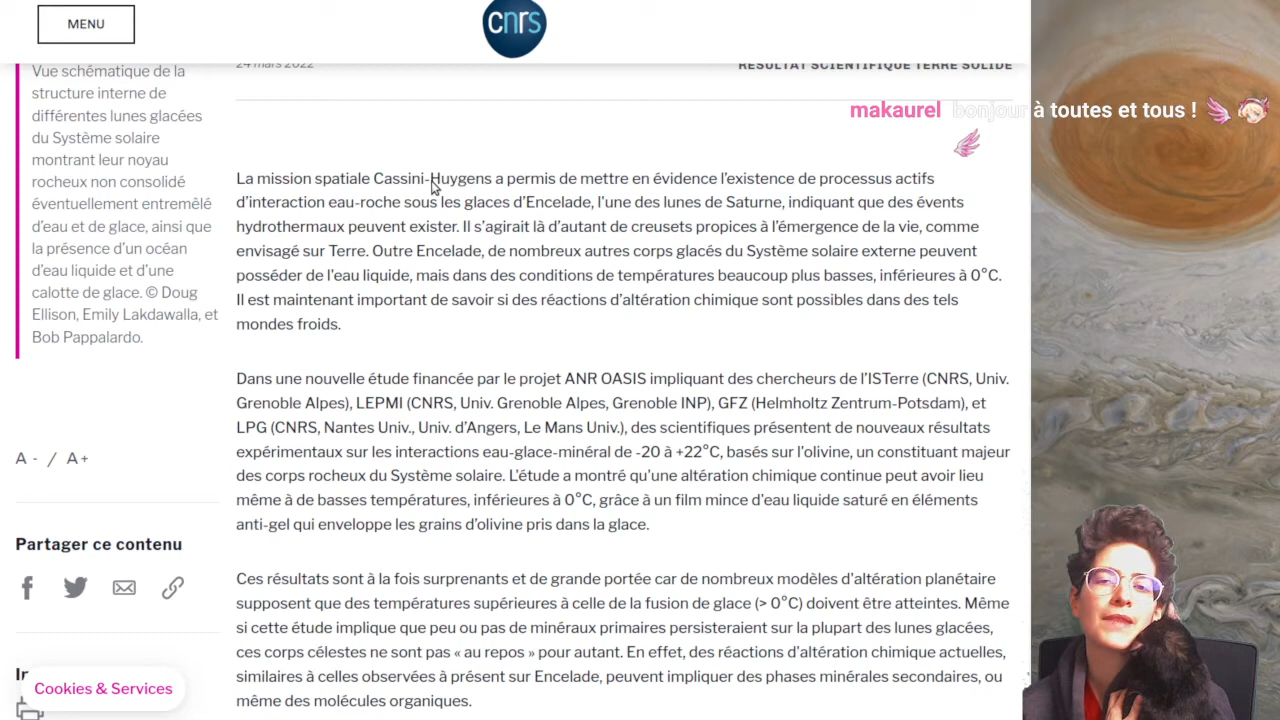 MENU
cnrs
24 mars 2022
RÉSULTAT SCIENTIFIQUE TERRE SOLIDE
Vue schématique de la
structure interne de
différentes lunes glacées
du Système solaire
montrant leur noyau
rocheux non consolidé
éventuellement entremêlé
d'eau et de glace, ainsi que
la présence d'un océan
d'eau liquide et d'une
calotte de glace. © Doug
Ellison, Emily Lakdawalla, et
Bob Pappalardo.
A - / A+
Partager ce contenu
Cookies & Services
makaurel bonjour à toutes et tous !
La mission spatiale Cassini-Huygens a permis de mettre en évidence l'existence de processus actifs
d'interaction eau-roche sous les glaces d'Encelade, l'une des lunes de Saturne, indiquant que des évents
hydrothermaux peuvent exister. Il s'agirait là d'autant de creusets propices à l'émergence de la vie, comme
envisagé sur Terre. Outre Encelade, de nombreux autres corps glacés du Système solaire externe peuvent
posséder de l'eau liquide, mais dans des conditions de températures beaucoup plus basses, inférieures à 0°C.
Il est maintenant important de savoir si des réactions d'altération chimique sont possibles dans des tels
mondes froids.
Dans une nouvelle étude financée par le projet ANR OASIS impliquant des chercheurs de l'ISTerre (CNRS, Univ.
Grenoble Alpes), LEPMI (CNRS, Univ. Grenoble Alpes, Grenoble INP), GFZ (Helmholtz Zentrum-Potsdam), et
LPG (CNRS, Nantes Univ., Univ. d'Angers, Le Mans Univ.), des scientifiques présentent de nouveaux résultats
expérimentaux sur les interactions eau-glace-minéral de -20 à +22°C, basés sur l'olivine, un constituant majeur
des corps rocheux du Système solaire. L'étude a montré qu'une altération chimique continue peut avoir lieu
même à de basses températures, inférieures à 0°C, grâce à un film mince d'eau liquide saturé en éléments
anti-gel qui enveloppe les grains d'olivine pris dans la glace.
Ces résultats sont à la fois surprenants et de grande portée car de nombreux modèles d'altération planétaire
supposent que des températures supérieures à celle de la fusion de glace (> 0°C) doivent être atteintes. Même
si cette étude implique que peu ou pas de minéraux primaires persisteraient sur la plupart des lunes glacées,
ces corps célestes ne sont pas « au repos » pour autant. En effet, des réactions d'altération chimique actuelles,
similaires à celles observées à présent sur Encelade, peuvent impliquer des phases minérales secondaires, ou
même des molécules organiques.